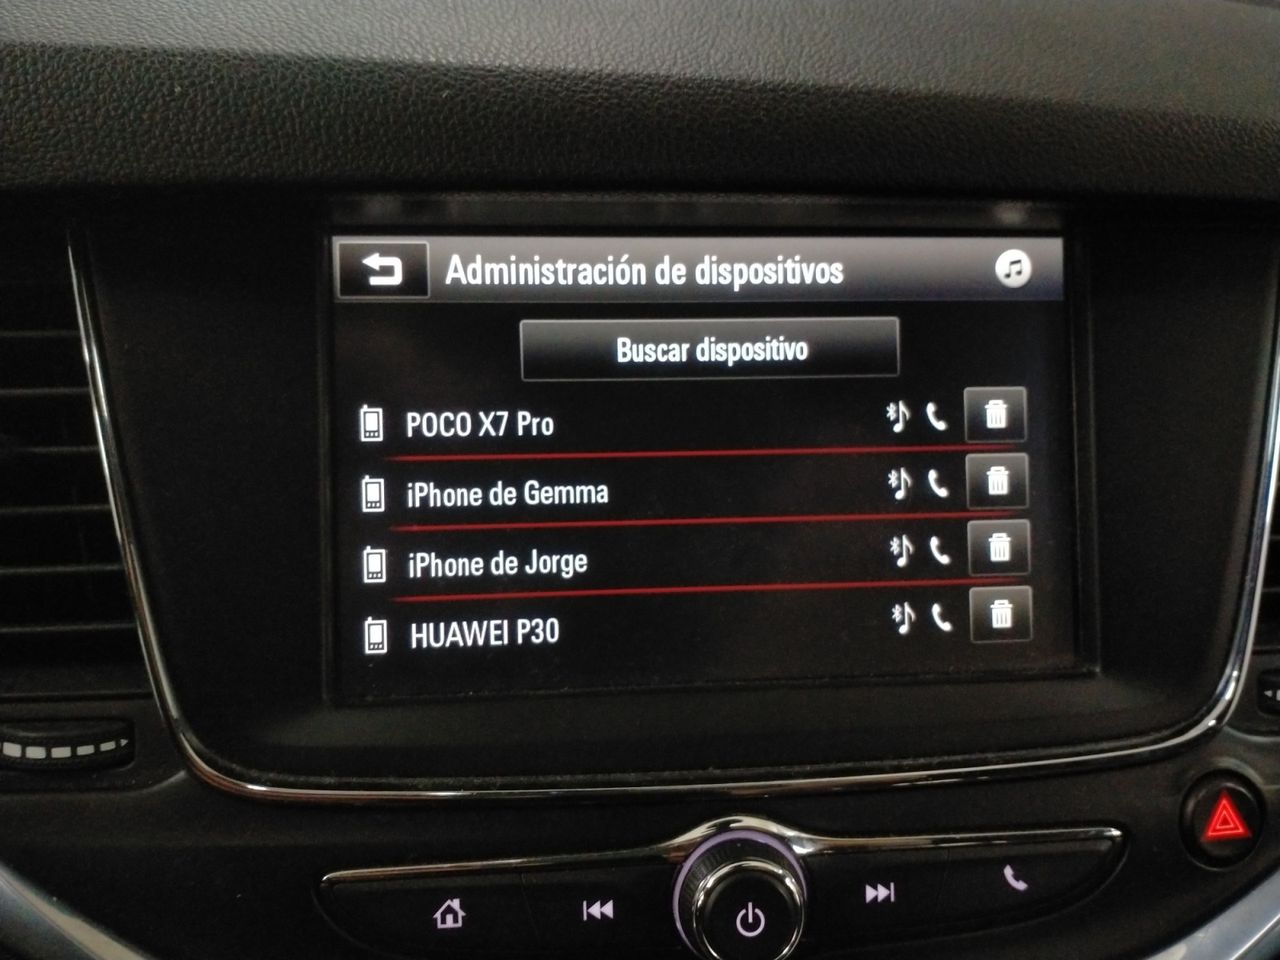 Administración de dispositivos
Buscar dispositivo
POCO X7 Pro
iPhone de Gemma
iPhone de Jorge
HUAWEI P30